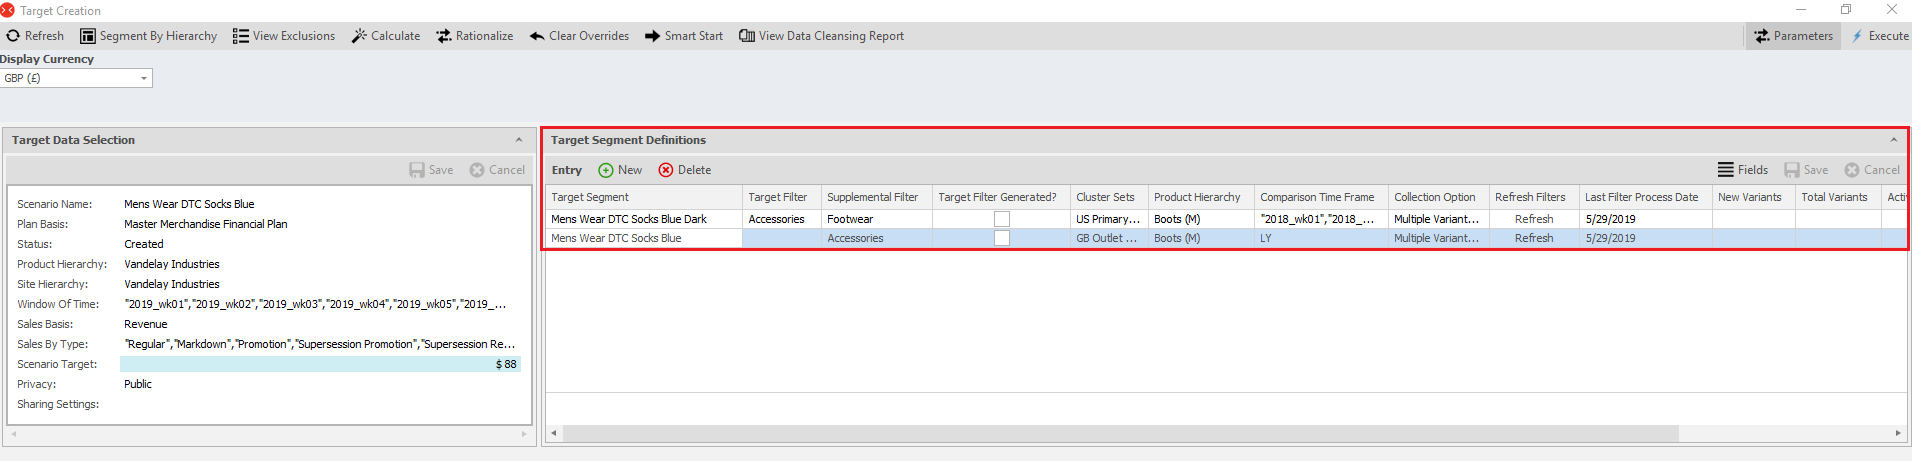 Target Creation
Refresh Segment By Hierarchy View Exclusions Calculate Rationalize Clear Overrides Smart Start View Data Cleansing Report Parameters Execute
Display Currency
GBP (£)
Target Data Selection
Save Cancel
Scenario Name: Mens Wear DTC Socks Blue
Plan Basis: Master Merchandise Financial Plan
Status: Created
Product Hierarchy: Vandelay Industries
Site Hierarchy: Vandelay Industries
Window Of Time: "2019_wk01","2019_wk02","2019_wk03","2019_wk04","2019_wk05","2019_...
Sales Basis: Revenue
Sales By Type: "Regular","Markdown","Promotion","Supersession Promotion","Supersession Re...
Scenario Target: $ 88
Privacy: Public
Sharing Settings:
Target Segment Definitions
Entry New Delete Fields Save Cancel
Target Segment Target Filter Supplemental Filter Target Filter Generated? Cluster Sets Product Hierarchy Comparison Time Frame Collection Option Refresh Filters Last Filter Process Date New Variants Total Variants Acti
Mens Wear DTC Socks Blue Dark Accessories Footwear US Primary... Boots (M) "2018_wk01","2018_... Multiple Variant... Refresh 5/29/2019
Mens Wear DTC Socks Blue Accessories GB Outlet ... Boots (M) LY Multiple Variant... Refresh 5/29/2019